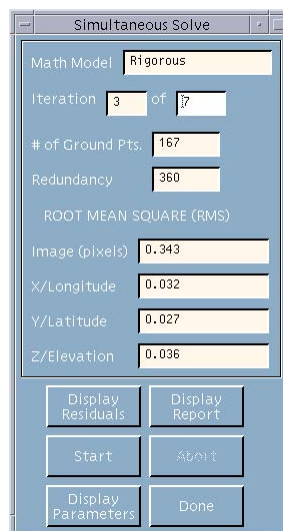 Simultaneous Solve
Math Model Rigorous
Iteration 3 of 7
# of Ground Pts. 167
Redundancy 360
ROOT MEAN SQUARE (RMS)
Image (pixels) 0.343
X/Longitude 0.032
Y/Latitude 0.027
Z/Elevation 0.036
Display Residuals
Display Report
Start
Abort
Display Parameters
Done